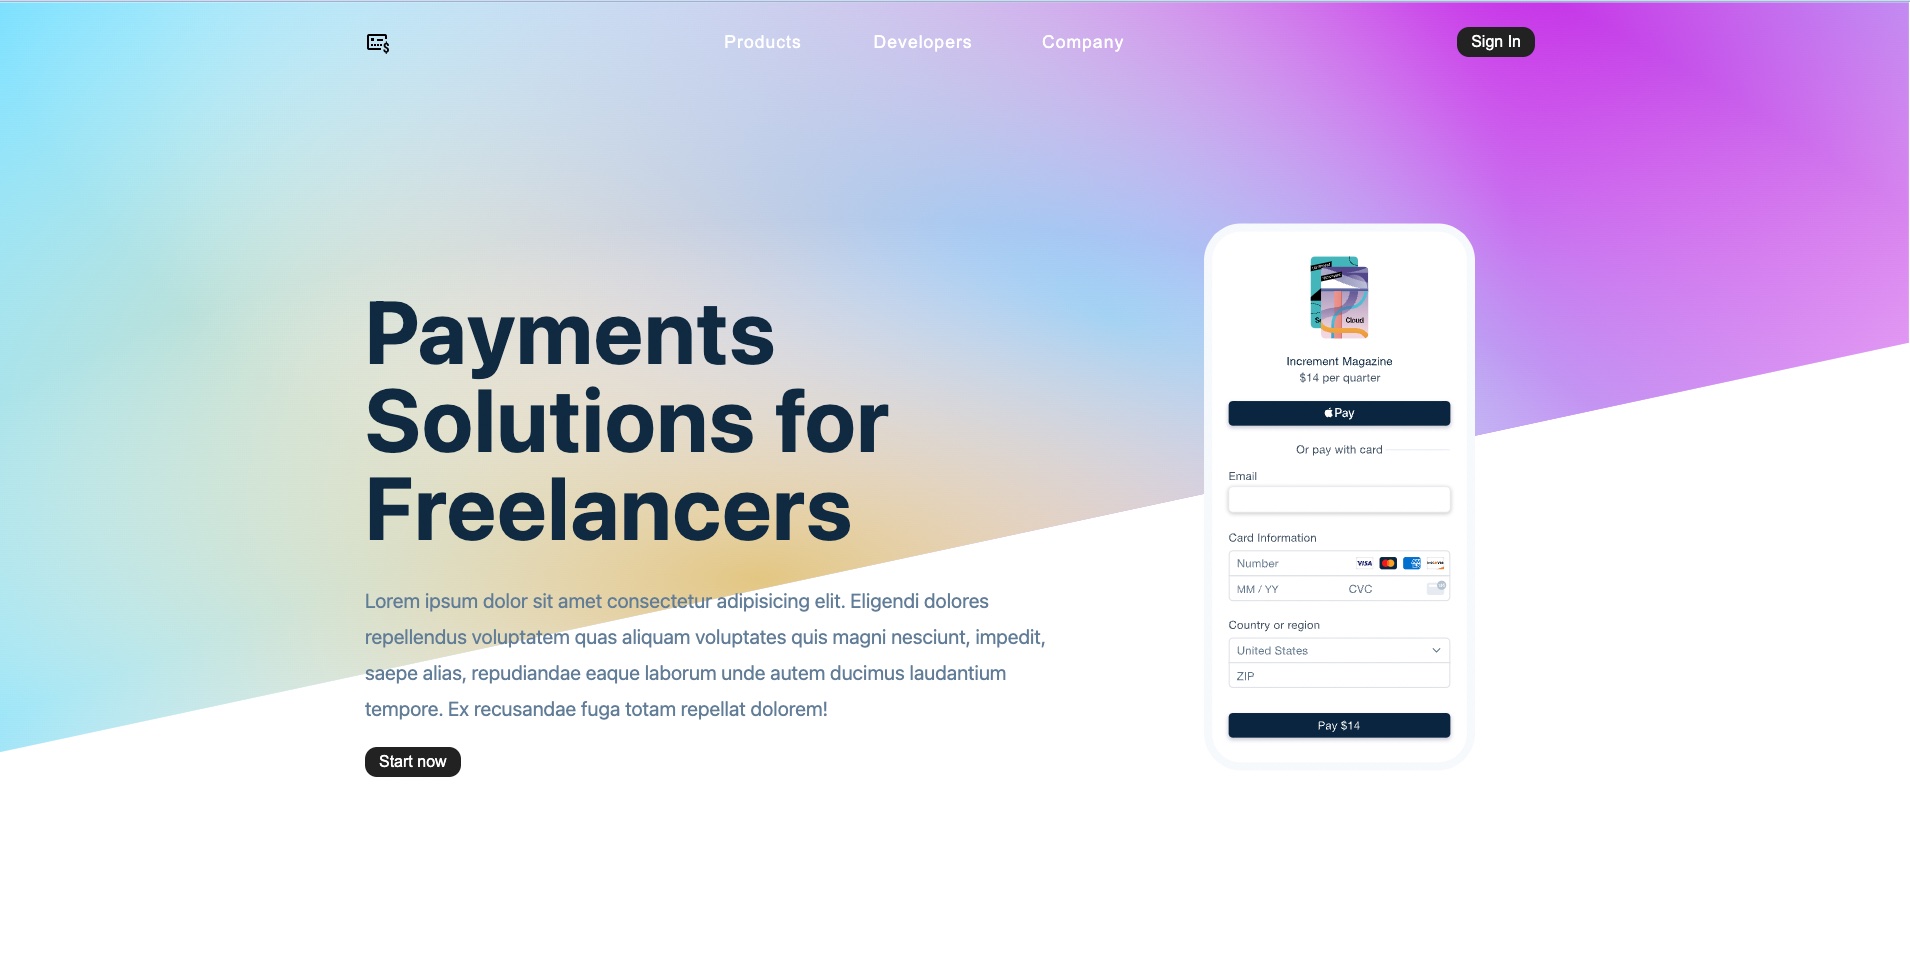 Products Developers Company Sign In
Payments
Solutions for
Freelancers
Lorem ipsum dolor sit amet consectetur adipisicing elit. Eligendi dolores
repellendus voluptatem quas aliquam voluptates quis magni nesciunt, impedit,
saepe alias, repudiandae eaque laborum unde autem ducimus laudantium
tempore. Ex recusandae fuga totam repellat dolorem!
Start now
Cloud
Increment Magazine
$14 per quarter
Pay
Or pay with card
Email
Card Information
Number VISA
MM / YY CVC
Country or region
United States
ZIP
Pay $14